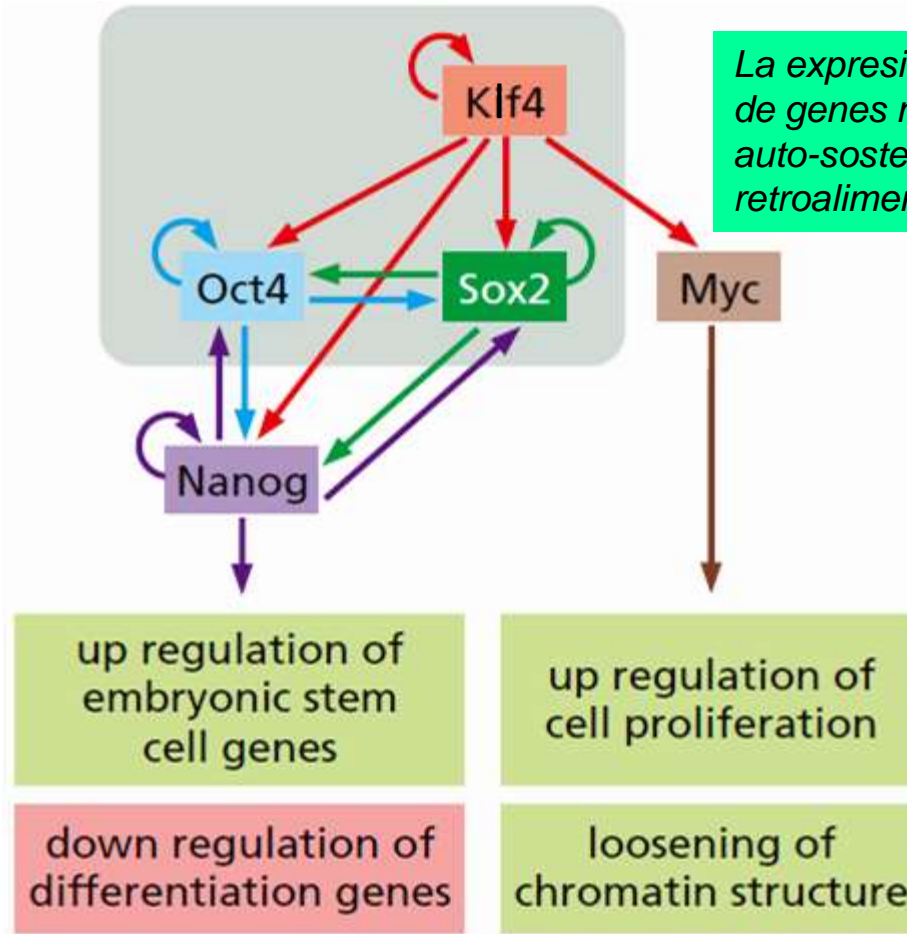 Klf4
La
de genes
auto-soste
retroalimen
Oct4
Sox2
Myc
Nanog
up regulation of
embryonic stem
cell genes
up regulation of
cell proliferation
down regulation of
differentiation genes
loosening of
chromatin structure